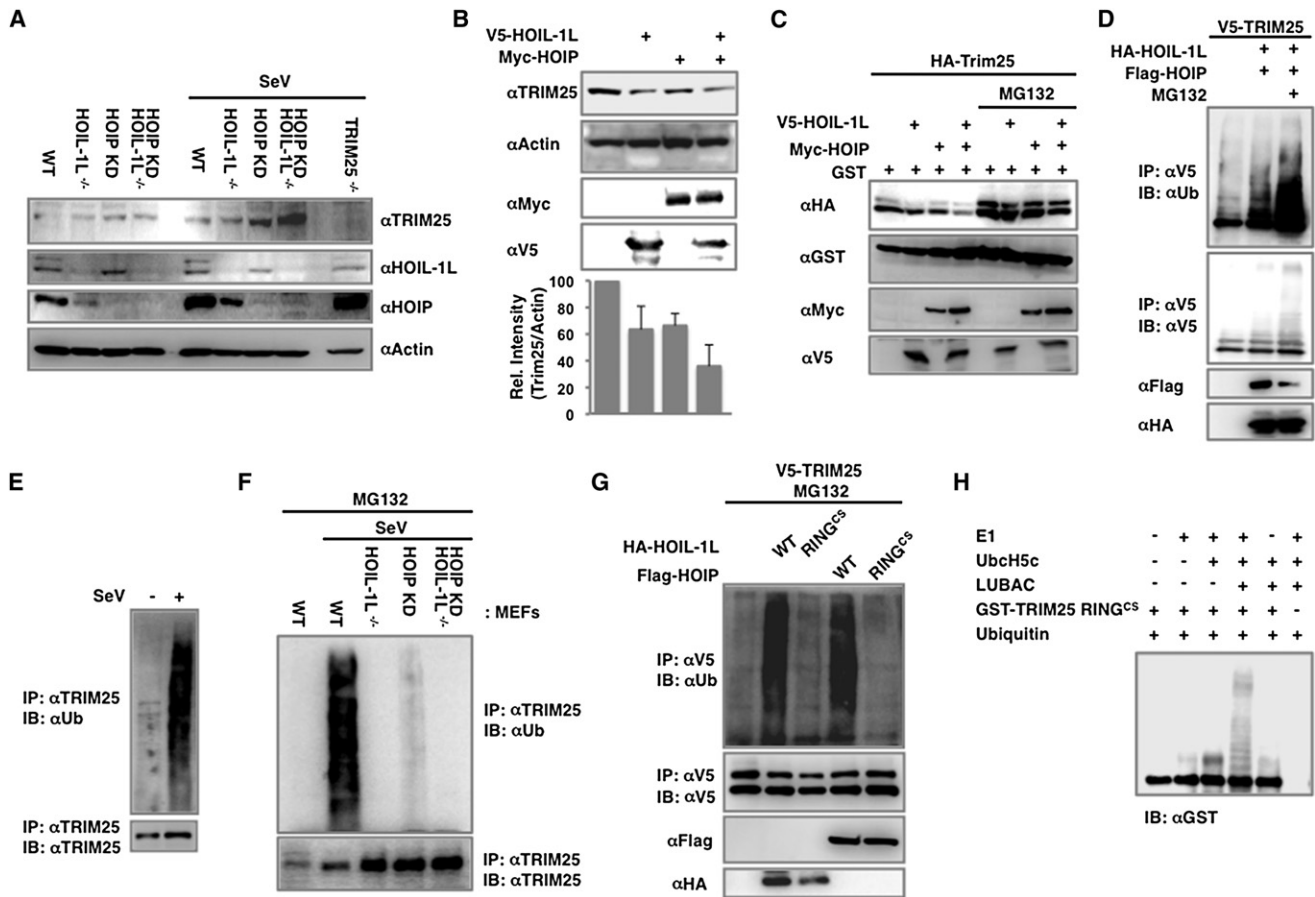 A
SeV
WT
HOIL-1L -/-
HOIP KD
HOIP KD
HOIL-1L -/-
WT
HOIL-1L -/-
HOIP KD
HOIP KD
HOIL-1L -/-
TRIM25 -/-
αTRIM25
αHOIL-1L
αHOIP
αActin
B
V5-HOIL-1L + +
Myc-HOIP + +
αTRIM25
αActin
αMyc
αV5
Rel. Intensity
(Trim25/Actin)
100
80
60
40
20
0
C
HA-Trim25
MG132
V5-HOIL-1L + + + +
Myc-HOIP + + + +
GST + + + + + + + +
αHA
αGST
αMyc
αV5
D
V5-TRIM25
HA-HOIL-1L + +
Flag-HOIP + +
MG132 +
IP: αV5
IB: αUb
IP: αV5
IB: αV5
αFlag
αHA
E
SeV - +
IP: αTRIM25
IB: αUb
IP: αTRIM25
IB: αTRIM25
F
MG132
SeV
WT
WT
HOIL-1L -/-
HOIP KD
HOIP KD
HOIL-1L -/-
: MEFs
IP: αTRIM25
IB: αUb
IP: αTRIM25
IB: αTRIM25
G
V5-TRIM25
MG132
HA-HOIL-1L WT RINGCS
Flag-HOIP WT RINGCS
IP: αV5
IB: αUb
IP: αV5
IB: αV5
αFlag
αHA
H
E1 - + + + - +
UbcH5c - - + + + +
LUBAC - - - + + +
GST-TRIM25 RINGCS + + + + + -
Ubiquitin + + + + + +
IB: αGST